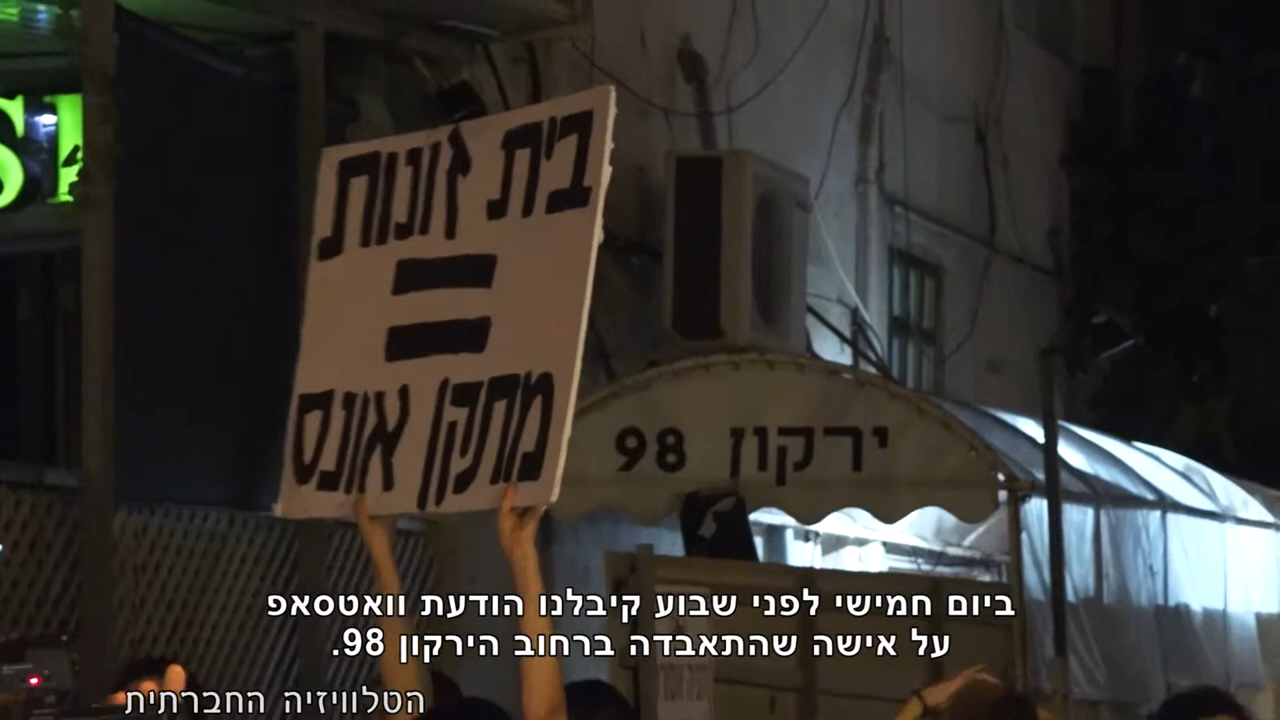 בית זונות
=
מתקן אונס
ירקון 98
ביום חמישי לפני שבוע קיבלנו הודעת וואטסאפ
על אישה שהתאבדה ברחוב הירקון 98.
הטלוויזיה החברתית